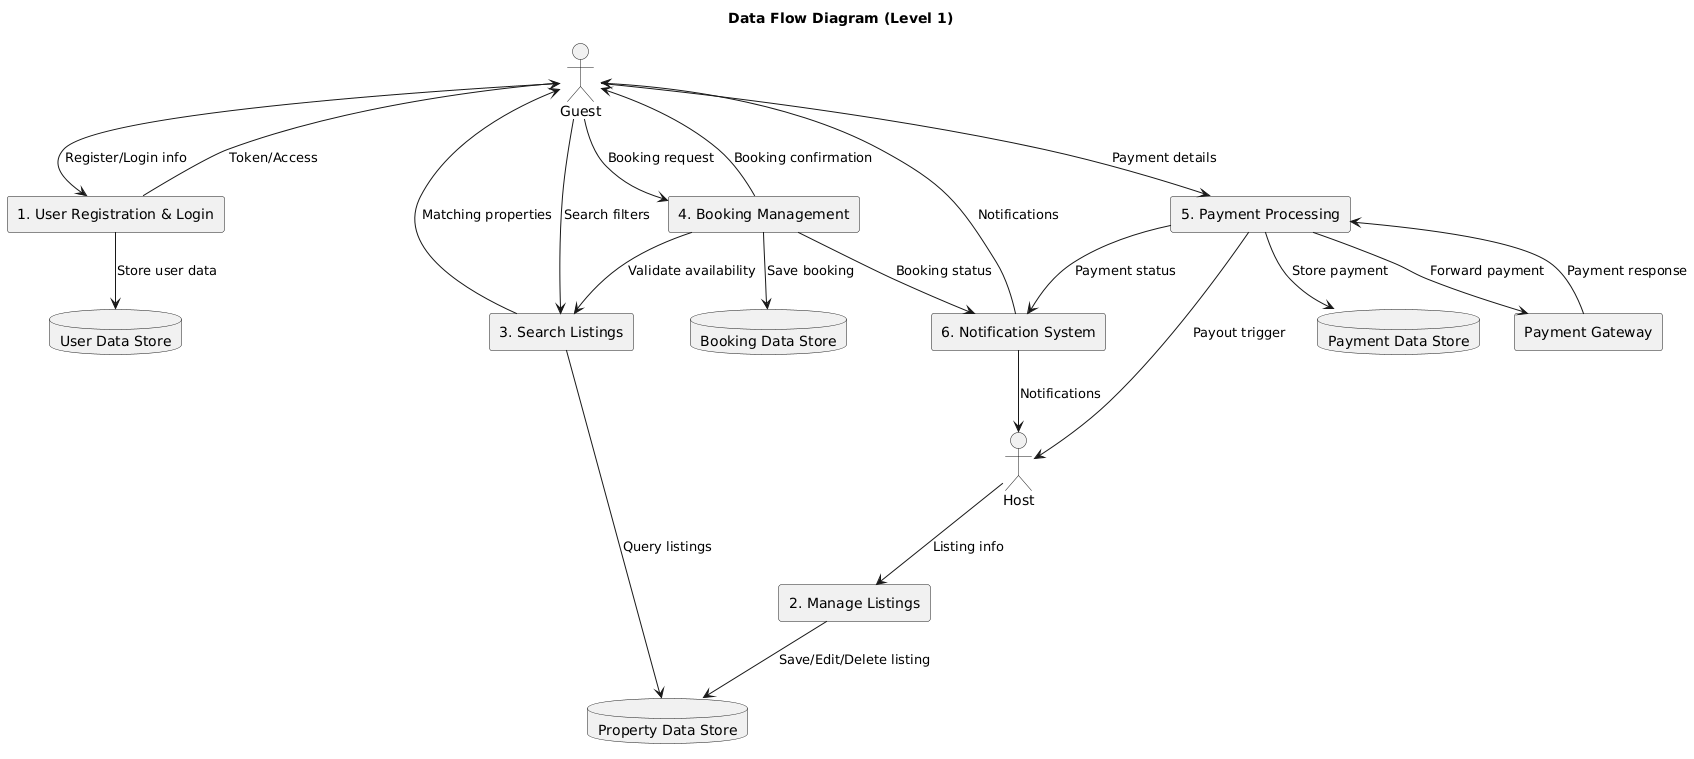 Data Flow Diagram (Level 1)
Guest
Register/Login info
Token/Access
Booking request
Booking confirmation
Payment details
1. User Registration & Login
Matching properties
Search filters
4. Booking Management
Notifications
5. Payment Processing
Store user data
Validate availability
Save booking
Booking status
Payment status
Store payment
Forward payment
Payment response
User Data Store
3. Search Listings
Booking Data Store
6. Notification System
Payout trigger
Payment Data Store
Payment Gateway
Notifications
Host
Query listings
Listing info
2. Manage Listings
Save/Edit/Delete listing
Property Data Store